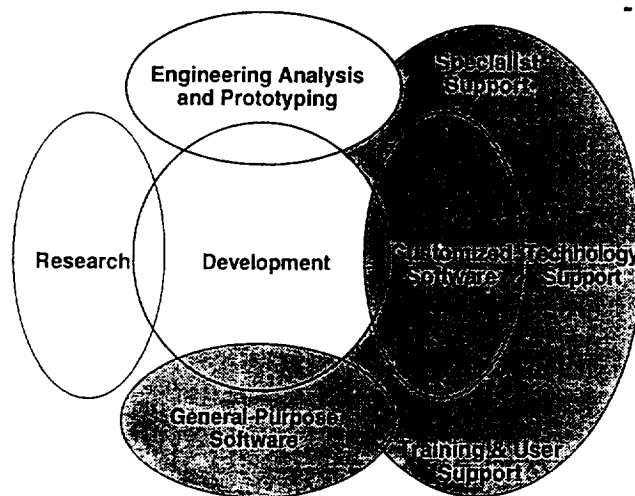 Engineering Analysis
and Prototyping
Specialist
Support
Research
Development
Customized
Software
Technology
Support
General-Purpose
Software
Training & User
Support